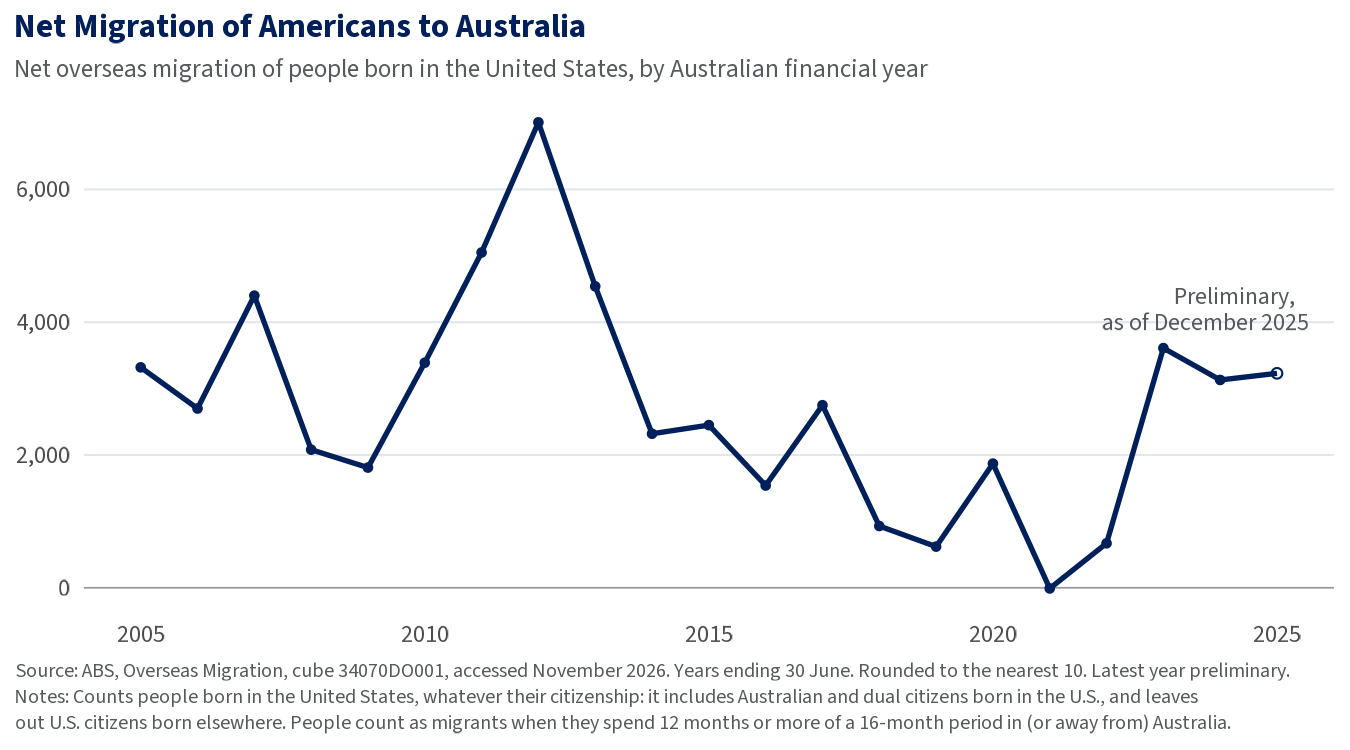 Net Migration of Americans to Australia
Net overseas migration of people born in the United States, by Australian financial year
6,000
Preliminary,
4,000
as of December 2025
2,000
0
2005 2010 2015 2020 2025
Source: ABS, Overseas Migration, cube 34070DO001, accessed November 2026. Years ending 30 June. Rounded to the nearest 10. Latest year preliminary.
Notes: Counts people born in the United States, whatever their citizenship: it includes Australian and dual citizens born in the U.S., and leaves
out U.S. citizens born elsewhere. People count as migrants when they spend 12 months or more of a 16-month period in (or away from) Australia.